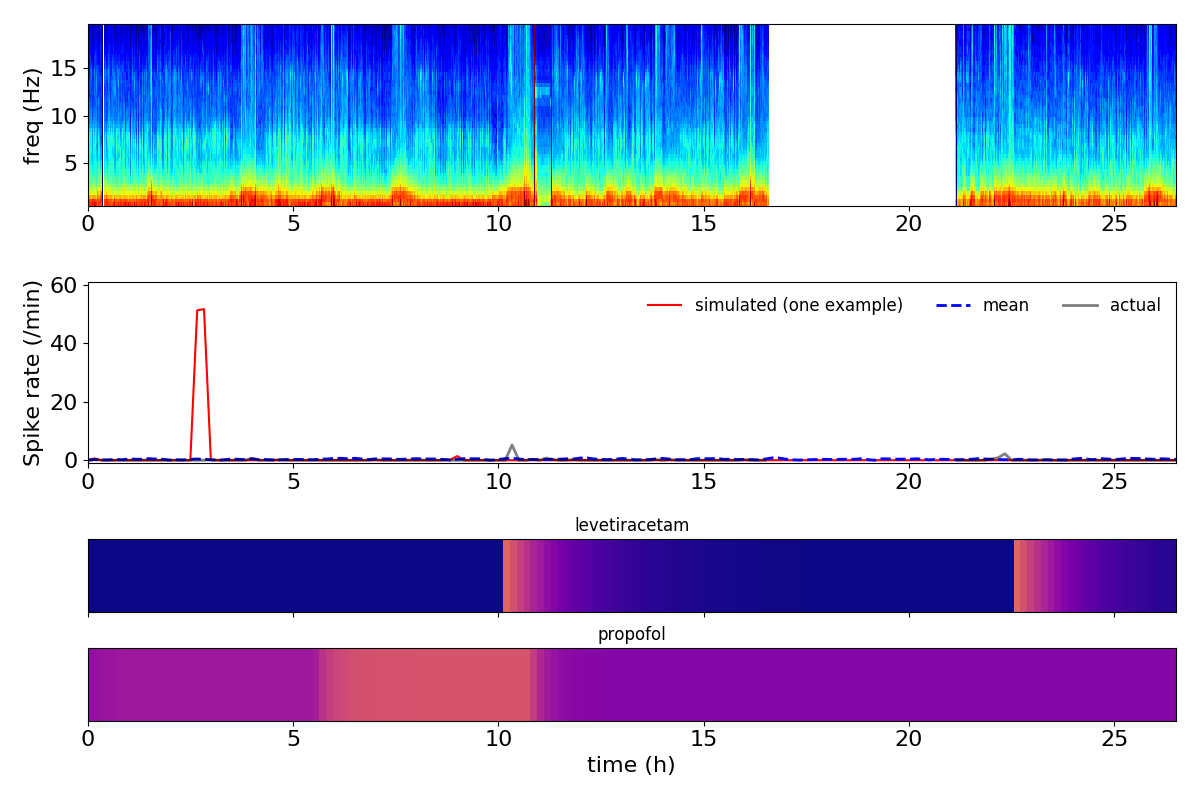 freq (Hz)
15
10
5
0 5 10 15 20 25
Spike rate (/min)
60
40
20
0
simulated (one example) mean actual
0 5 10 15 20 25
levetiracetam
propofol
0 5 10 15 20 25
time (h)